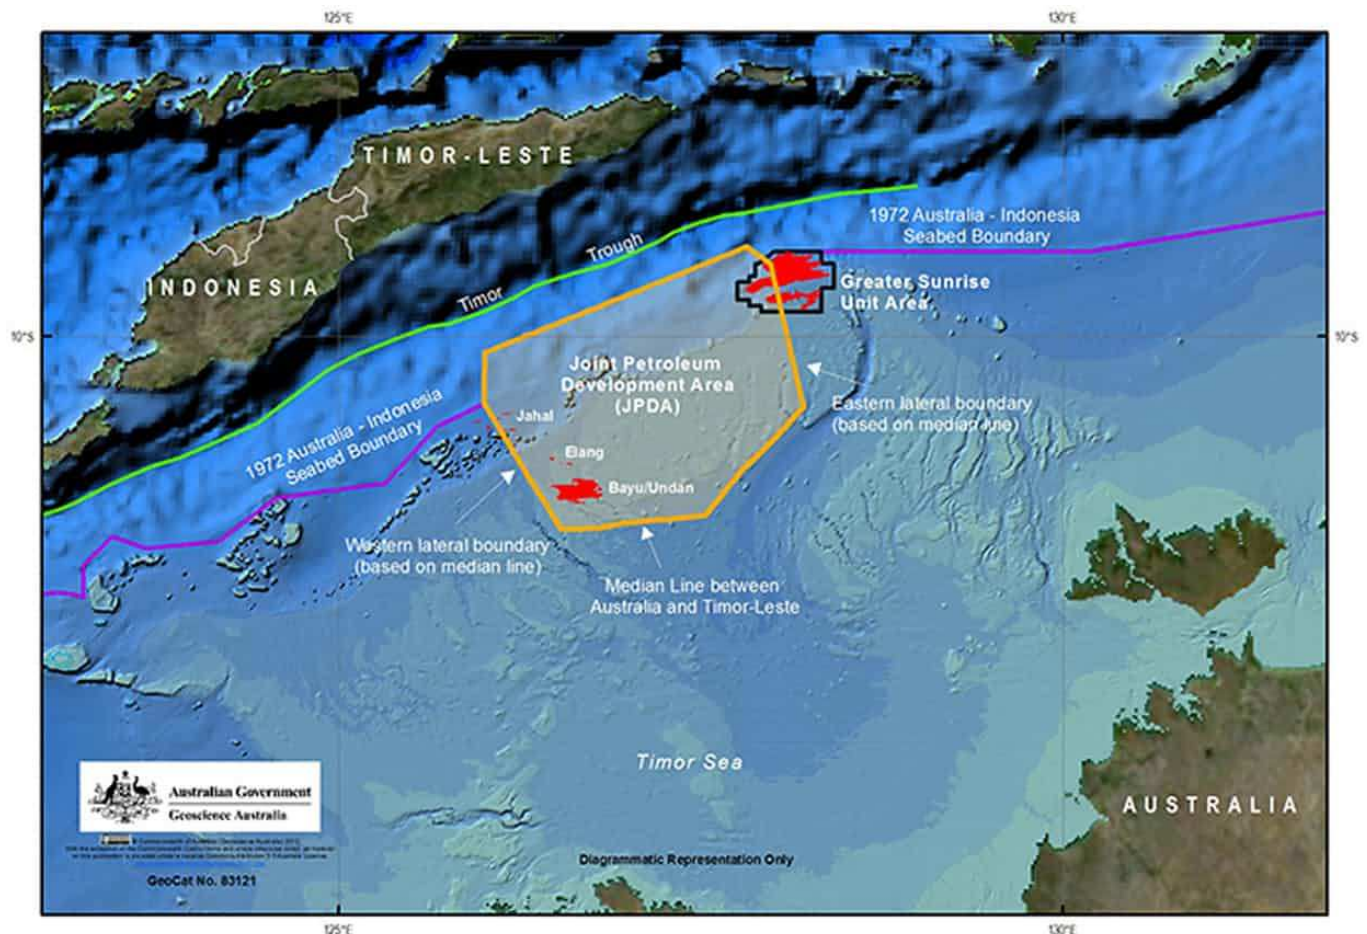 125°E
130°E
TIMOR-LESTE
1972 Australia - Indonesia
Seabed Boundary
Trough
INDONESIA
Timor
Greater Sunrise
Unit Area
10°S
10°S
Joint Petroleum
Development Area
(JPDA)
Eastern lateral boundary
(based on median line)
1972 Australia - Indonesia
Seabed Boundary
Jahal
Elang
Bayu/Undan
Western lateral boundary
(based on median line)
Median Line between
Australia and Timor-Leste
Timor Sea
Australian Government
Geoscience Australia
AUSTRALIA
Diagrammatic Representation Only
GeoCat No. 83121
125°E
130°E